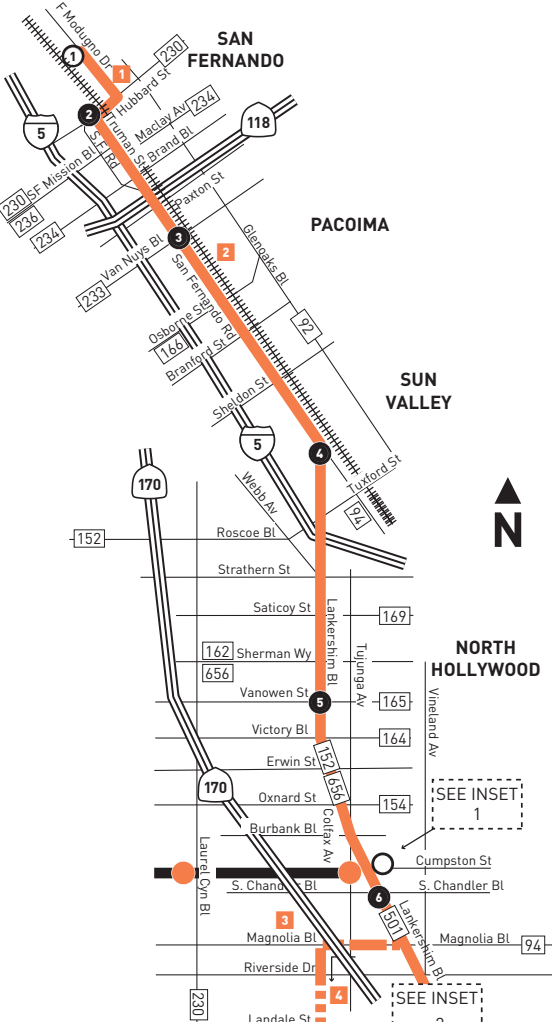 F Modugno Dr
SAN
FERNANDO
1
1
230
Hubbard St
Maclay Av
234
118
5
2
Truman St
S.F. Rd
Brand Bl
SF Mission Bl
230
236
234
Paxton St
PACOIMA
Van Nuys Bl
3
2
233
Glenoaks Bl
San Fernando Rd
Osborne St
166
92
Branford St
SUN
VALLEY
Sheldon St
5
4
Tuxford St
94
170
Webb Av
N
152
Roscoe Bl
Strathern St
Saticoy St
169
Lankershim Bl
162
Sherman Wy
656
Tujunga Av
NORTH
HOLLYWOOD
Vanowen St
5
165
Vineland Av
Victory Bl
164
152
656
Erwin St
170
Oxnard St
154
SEE INSET
1
Colfax Av
Burbank Bl
Laurel Cyn Bl
Cumpston St
S. Chandler Bl
S. Chandler Bl
6
501
Lankershim Bl
3
Magnolia Bl
Magnolia Bl
94
Riverside Dr
4
230
SEE INSET
Landale St